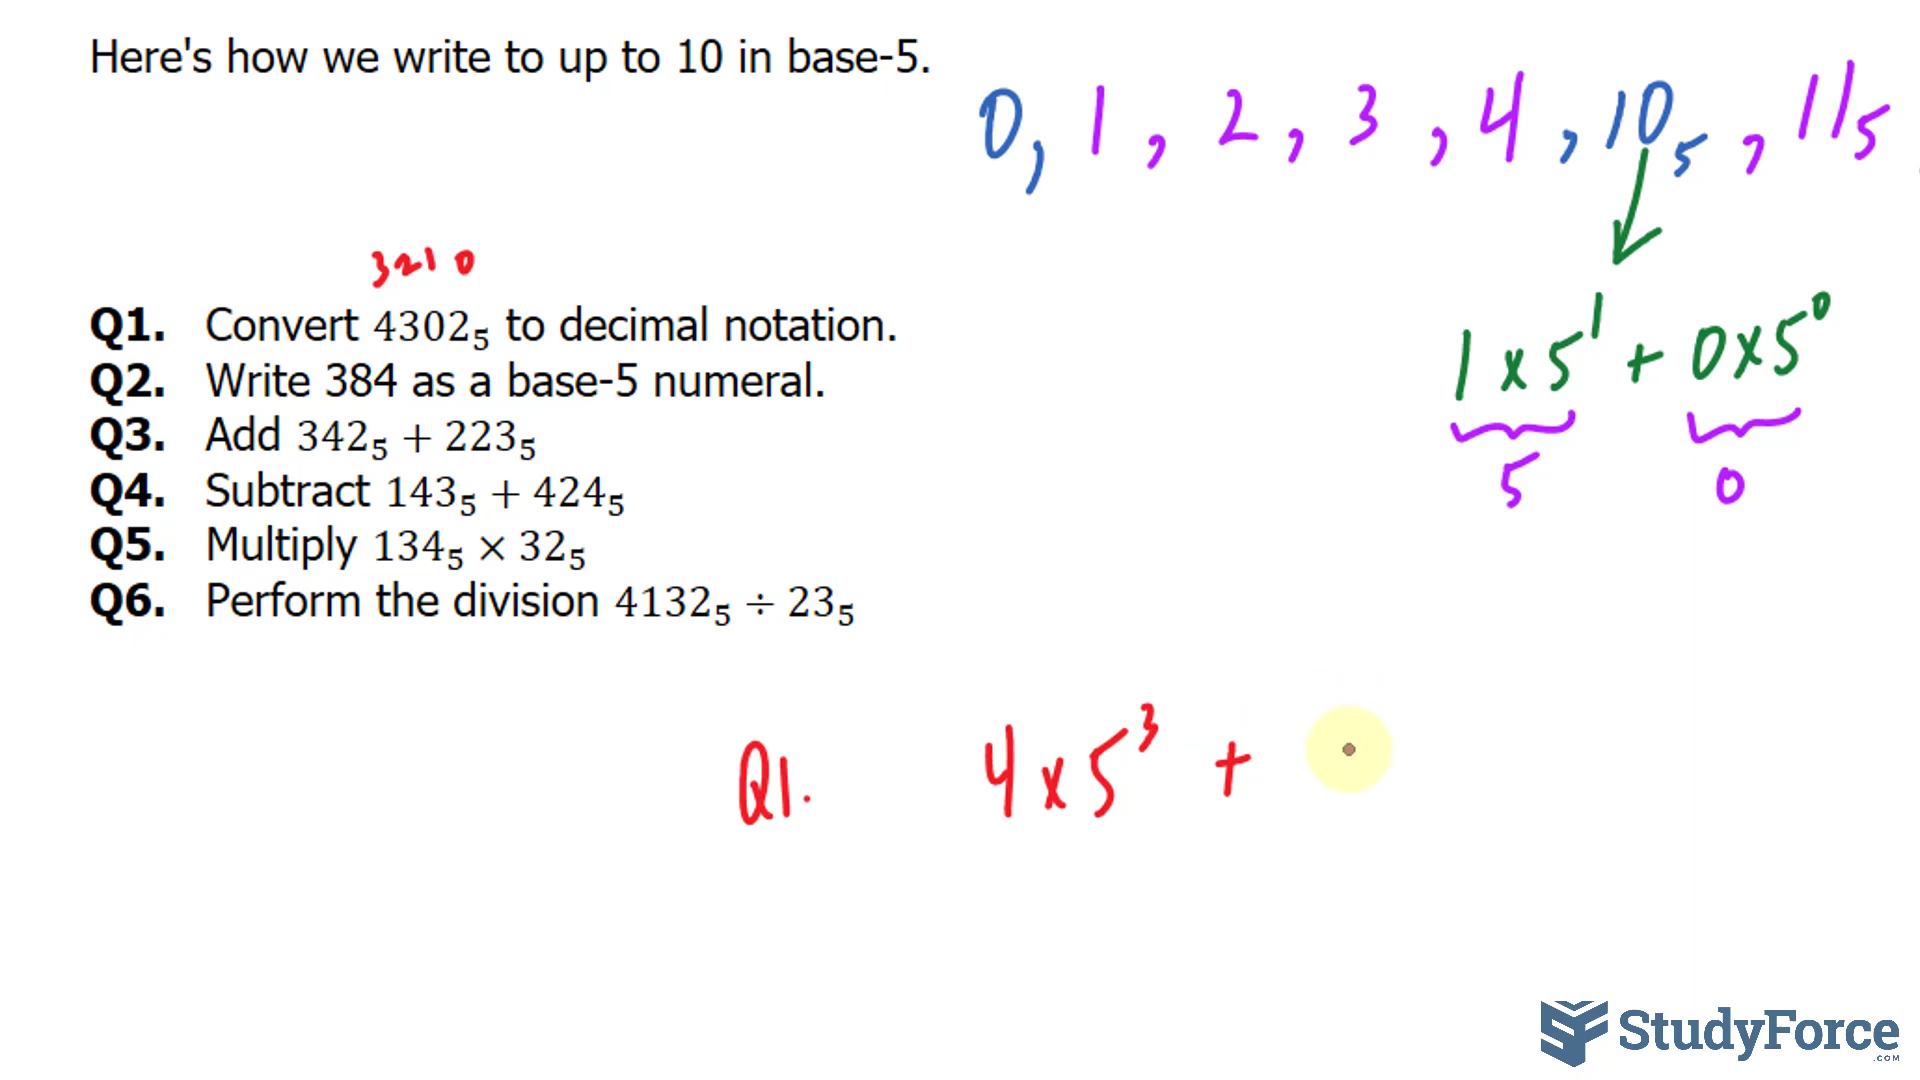 Here's how we write to up to 10 in base-5.
0, 1, 2, 3, 4, 10₅, 11₅
3 2 1 0
Q1. Convert 4302₅ to decimal notation.
1 × 5¹ + 0 × 5⁰
Q2. Write 384 as a base-5 numeral.
Q3. Add 342₅ + 223₅
5 0
Q4. Subtract 143₅ + 424₅
Q5. Multiply 134₅ × 32₅
Q6. Perform the division 4132₅ ÷ 23₅
Q1. 4 × 5³ +
StudyForce
.COM